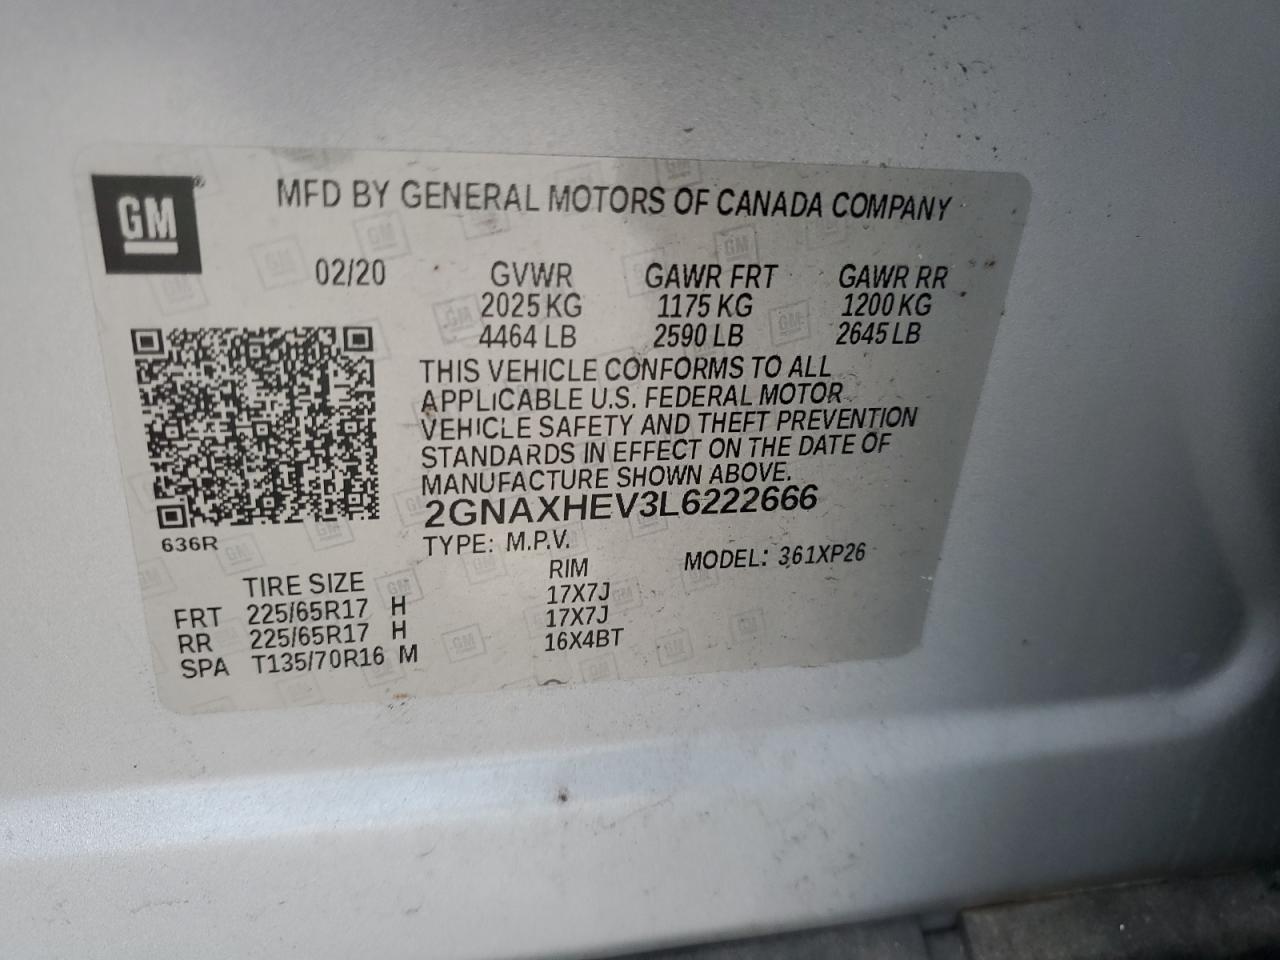 GM®
MFD BY GENERAL MOTORS OF CANADA COMPANY
02/20 GVWR GAWR FRT GAWR RR
2025 KG 1175 KG 1200 KG
4464 LB 2590 LB 2645 LB
THIS VEHICLE CONFORMS TO ALL
APPLICABLE U.S. FEDERAL MOTOR
VEHICLE SAFETY AND THEFT PREVENTION
STANDARDS IN EFFECT ON THE DATE OF
MANUFACTURE SHOWN ABOVE.
2GNAXHEV3L6222666
636R
TYPE: M.P.V. MODEL: 361XP26
TIRE SIZE RIM
FRT 225/65R17 H 17X7J
RR 225/65R17 H 17X7J
SPA T135/70R16 M 16X4BT